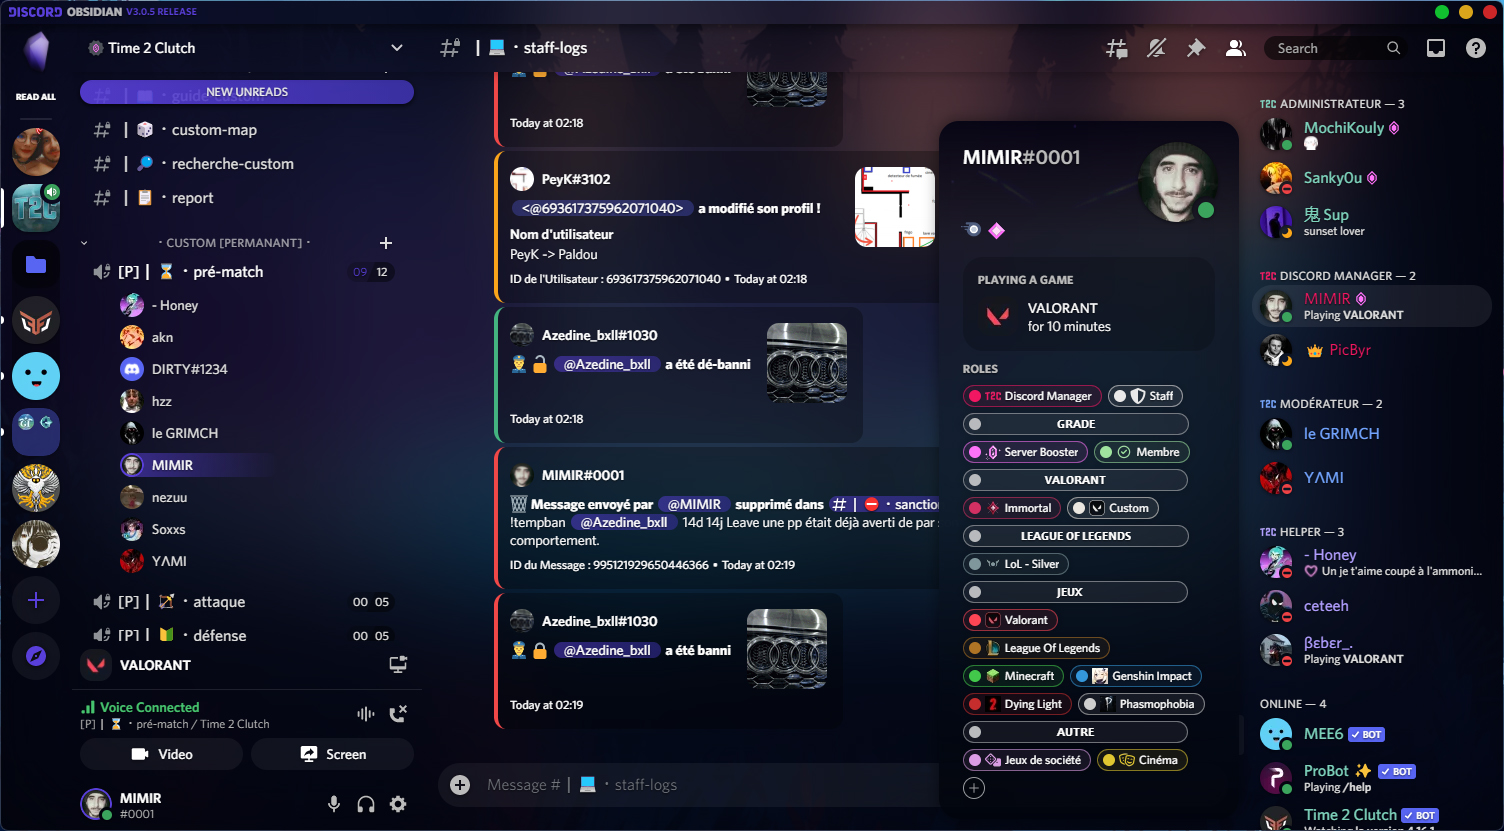 DISCORD OBSIDIAN V3.0.5 RELEASE
Time 2 Clutch
| · staff-logs
Search
READ ALL
guide-custom
NEW UNREADS
| · custom-map
| · recherche-custom
| · report
· CUSTOM [PERMANANT] ·
[P] | · pré-match 09 12
- Honey
akn
DIRTY#1234
hzz
le GRIMCH
MIMIR
nezuu
Soxxs
YΛMI
[P] | · attaque 00 05
[P] | · défense 00 05
VALORANT
Voice Connected
[P] | · pré-match / Time 2 Clutch
Video
Screen
MIMIR
#0001
@Azedine_bxll a été banni
Today at 02:18
PeyK#3102
<@693617375962071040> a modifié son profil !
Nom d'utilisateur
PeyK -> Paldou
ID de l'Utilisateur : 693617375962071040 • Today at 02:18
Azedine_bxll#1030
@Azedine_bxll a été dé-banni
Today at 02:18
MIMIR#0001
Message envoyé par @MIMIR supprimé dans # | · sanctio
!tempban @Azedine_bxll 14d 14j Leave une pp était déjà averti de par s
comportement.
ID du Message : 995121929650446366 • Today at 02:19
Azedine_bxll#1030
@Azedine_bxll a été banni
Today at 02:19
Message # | · staff-logs
MIMIR#0001
PLAYING A GAME
VALORANT
for 10 minutes
ROLES
T2C Discord Manager
Staff
GRADE
Server Booster
Membre
VALORANT
Immortal
Custom
LEAGUE OF LEGENDS
LoL - Silver
JEUX
Valorant
League Of Legends
Minecraft
Genshin Impact
Dying Light
Phasmophobia
AUTRE
Jeux de société
Cinéma
T2C ADMINISTRATEUR — 3
MochiKouly
SankyOu
鬼 Sup
sunset lover
T2C DISCORD MANAGER — 2
MIMIR
Playing VALORANT
PicByr
T2C MODÉRATEUR — 2
le GRIMCH
YΛMI
T2C HELPER — 3
- Honey
Un je t'aime coupé à l'ammoni...
ceteeh
βεbεr_.
Playing VALORANT
ONLINE — 4
MEE6 BOT
ProBot BOT
Playing /help
Time 2 Clutch BOT